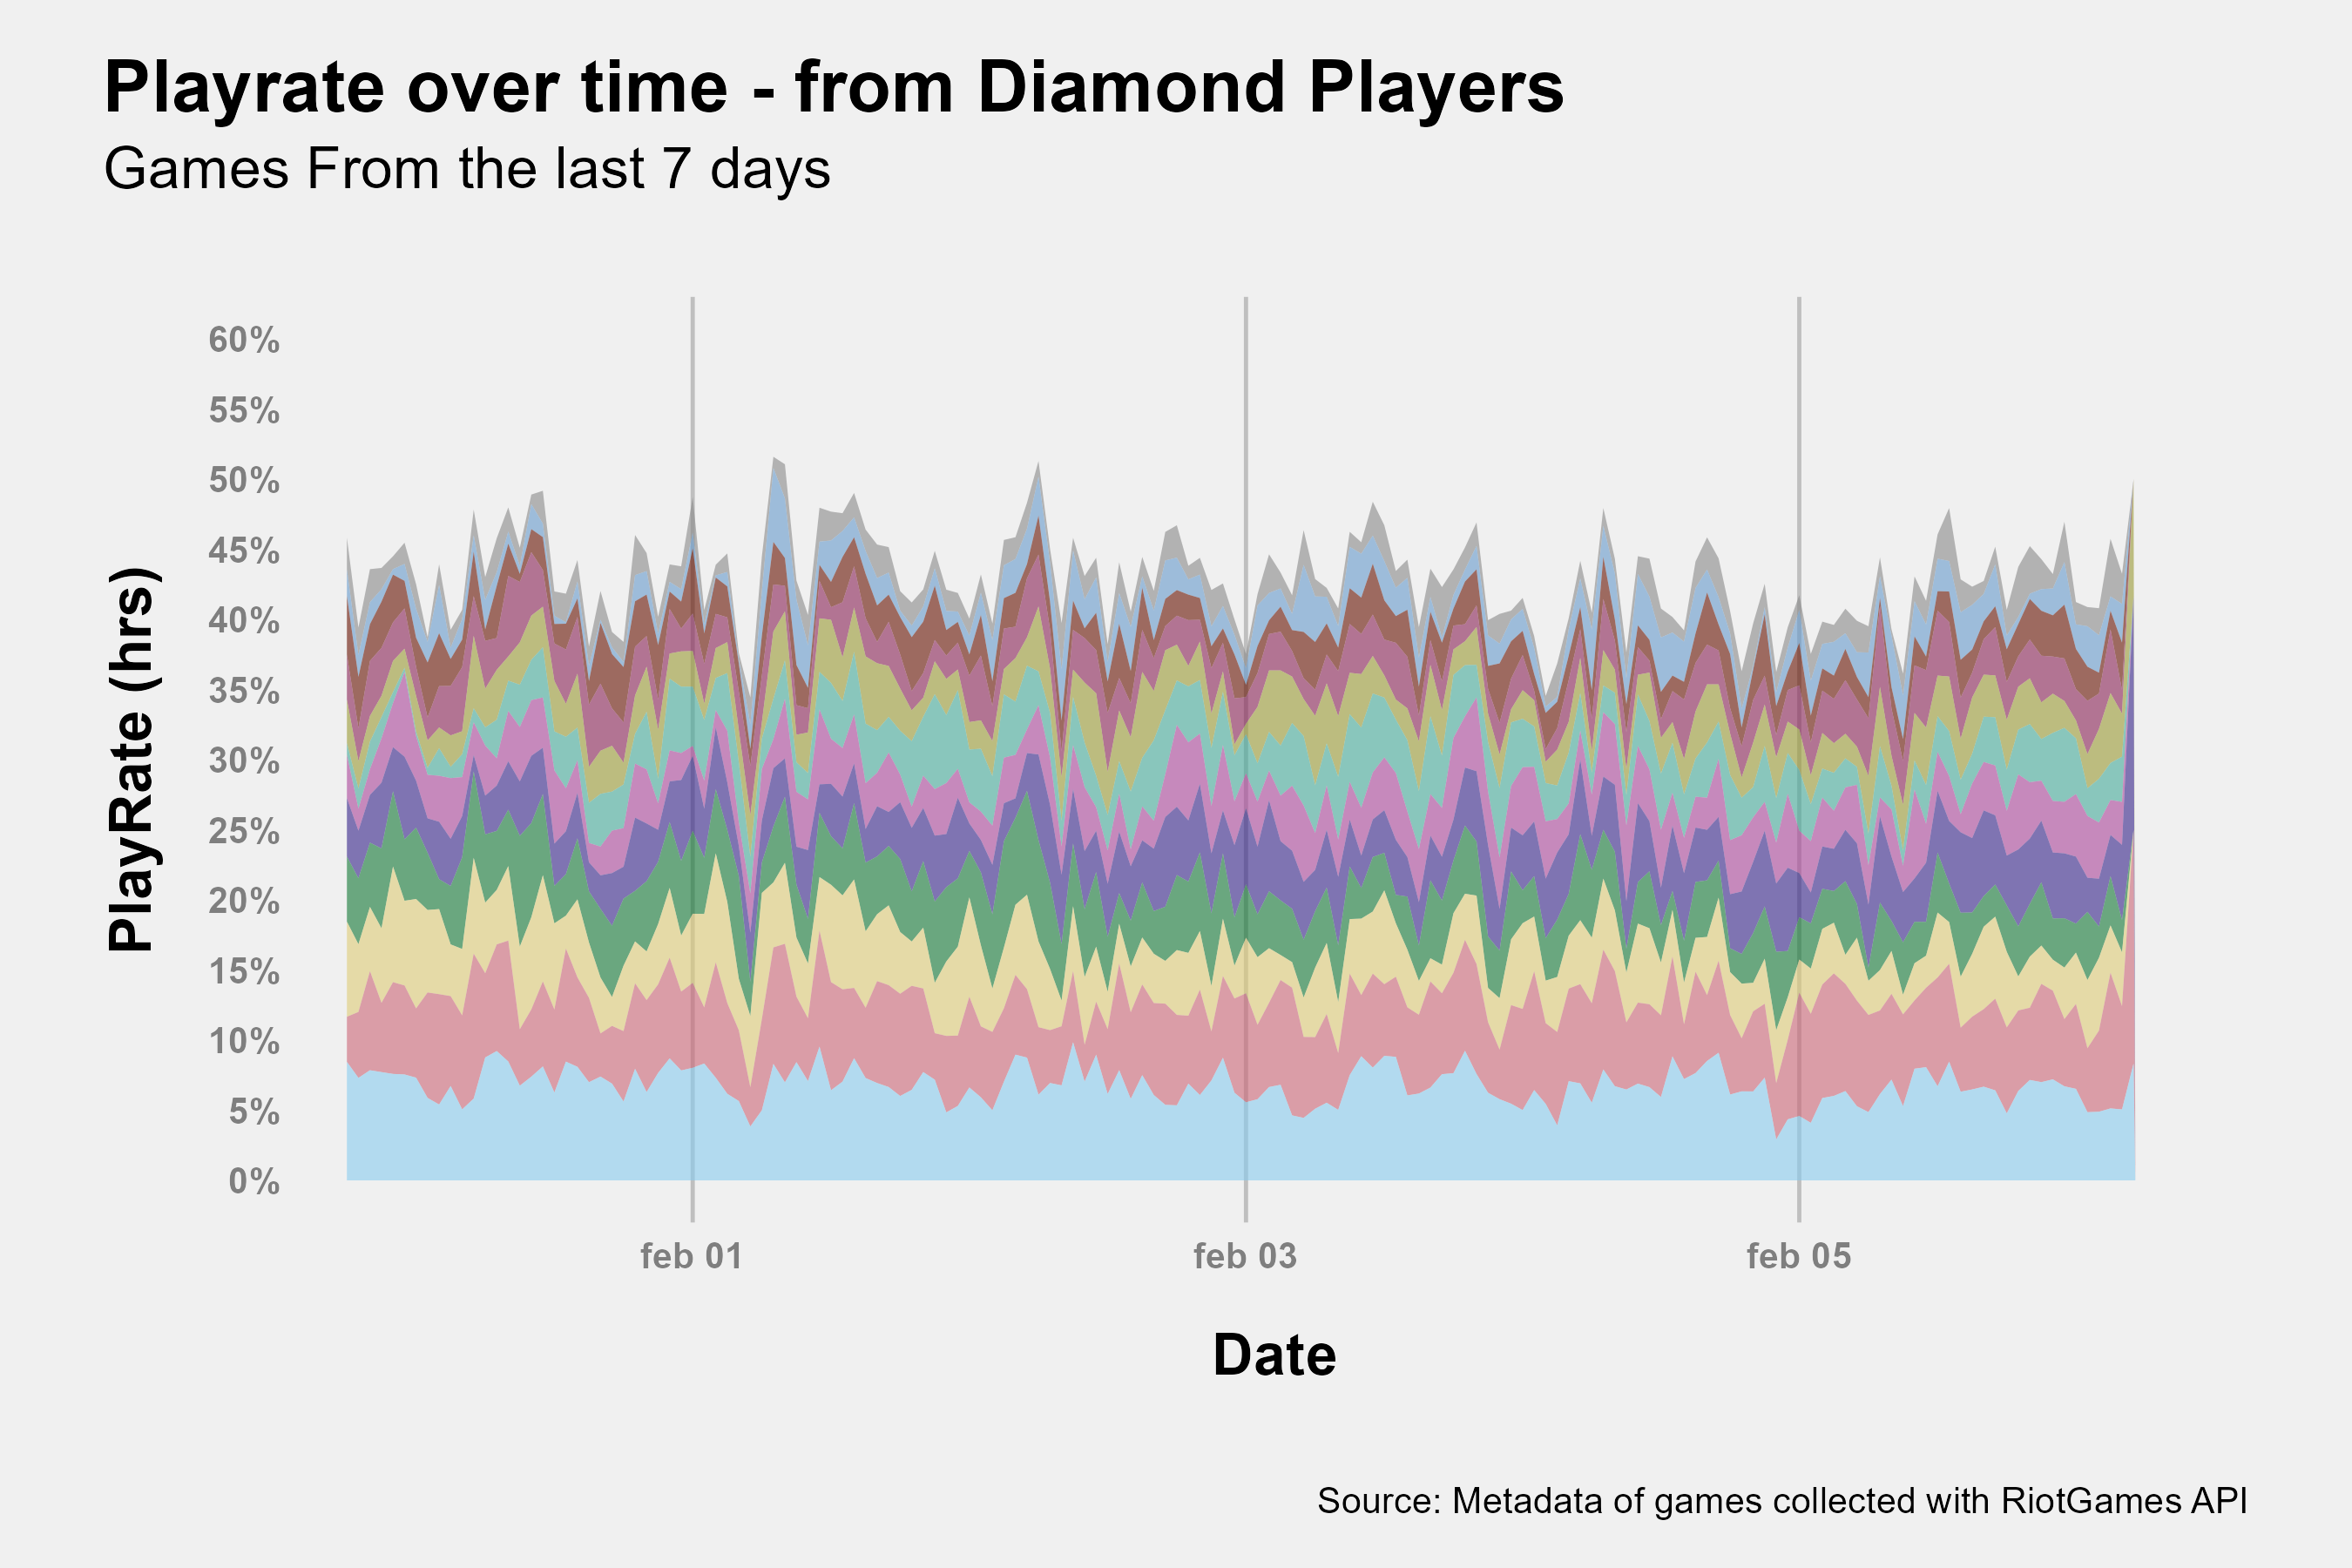 Playrate over time - from Diamond Players
Games From the last 7 days
60%
55%
50%
45%
40%
35%
30%
25%
20%
15%
10%
5%
0%
PlayRate (hrs)
feb 01
feb 03
feb 05
Date
Source: Metadata of games collected with RiotGames API